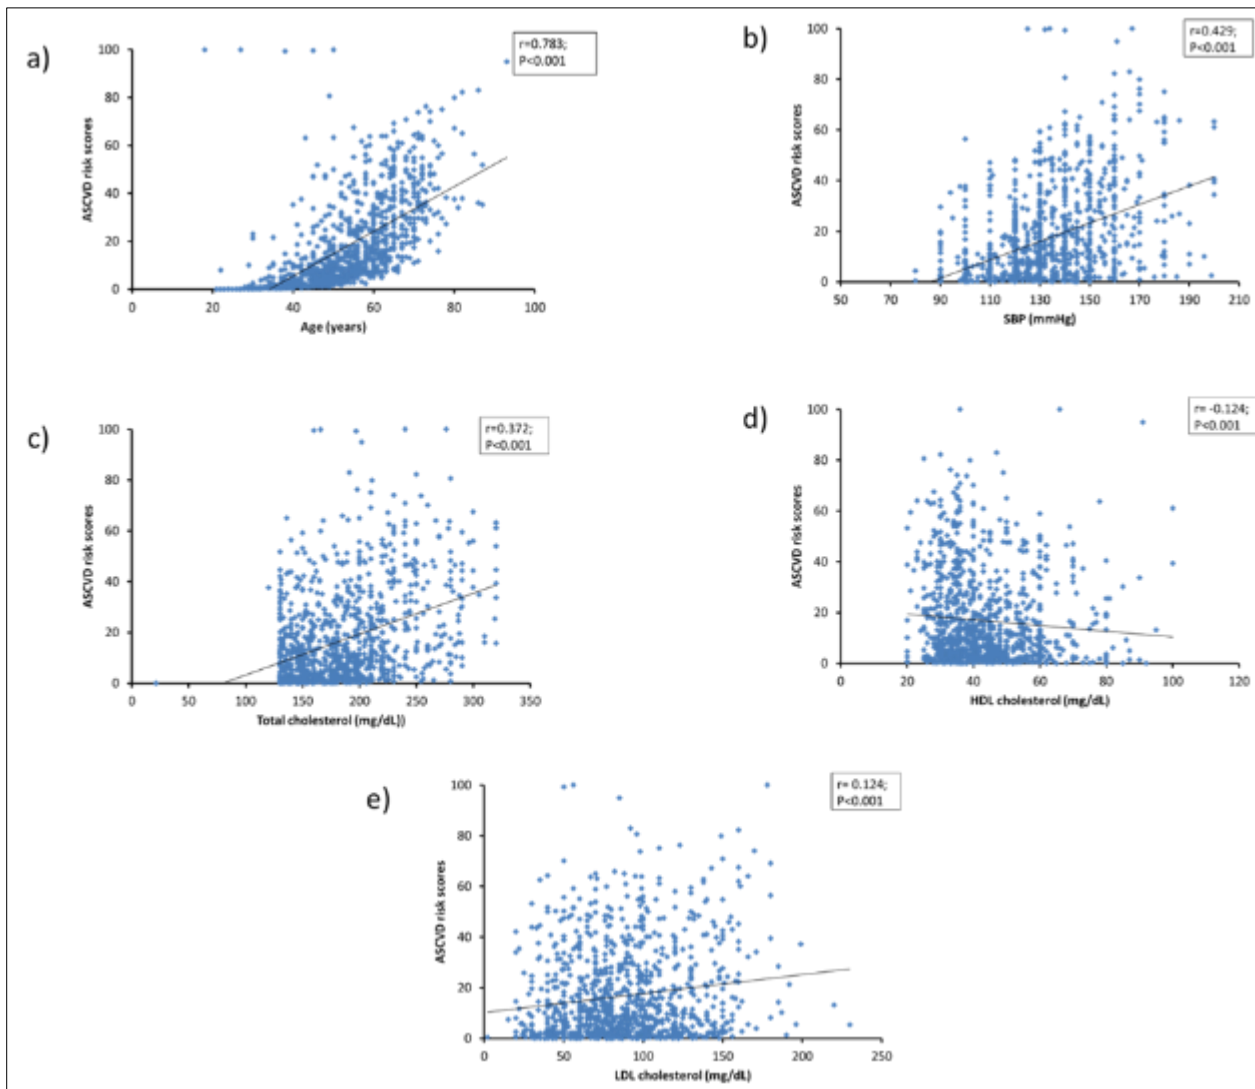 a)
r=0.783;
P<0.001
100
80
60
40
20
0
ASCVD risk scores
0 20 40 60 80 100
Age (years)
b)
r=0.429;
P<0.001
100
80
60
40
20
0
ASCVD risk scores
50 70 90 110 130 150 170 190 210
SBP (mmHg)
c)
r=0.372;
P<0.001
100
80
60
40
20
0
ASCVD risk scores
0 50 100 150 200 250 300 350
Total cholesterol (mg/dL))
d)
r= -0.124;
P<0.001
100
80
60
40
20
0
ASCVD risk scores
0 20 40 60 80 100 120
HDL cholesterol (mg/dL)
e)
r= 0.124;
P<0.001
100
80
60
40
20
0
ASCVD risk scores
0 50 100 150 200 250
LDL cholesterol (mg/dL)